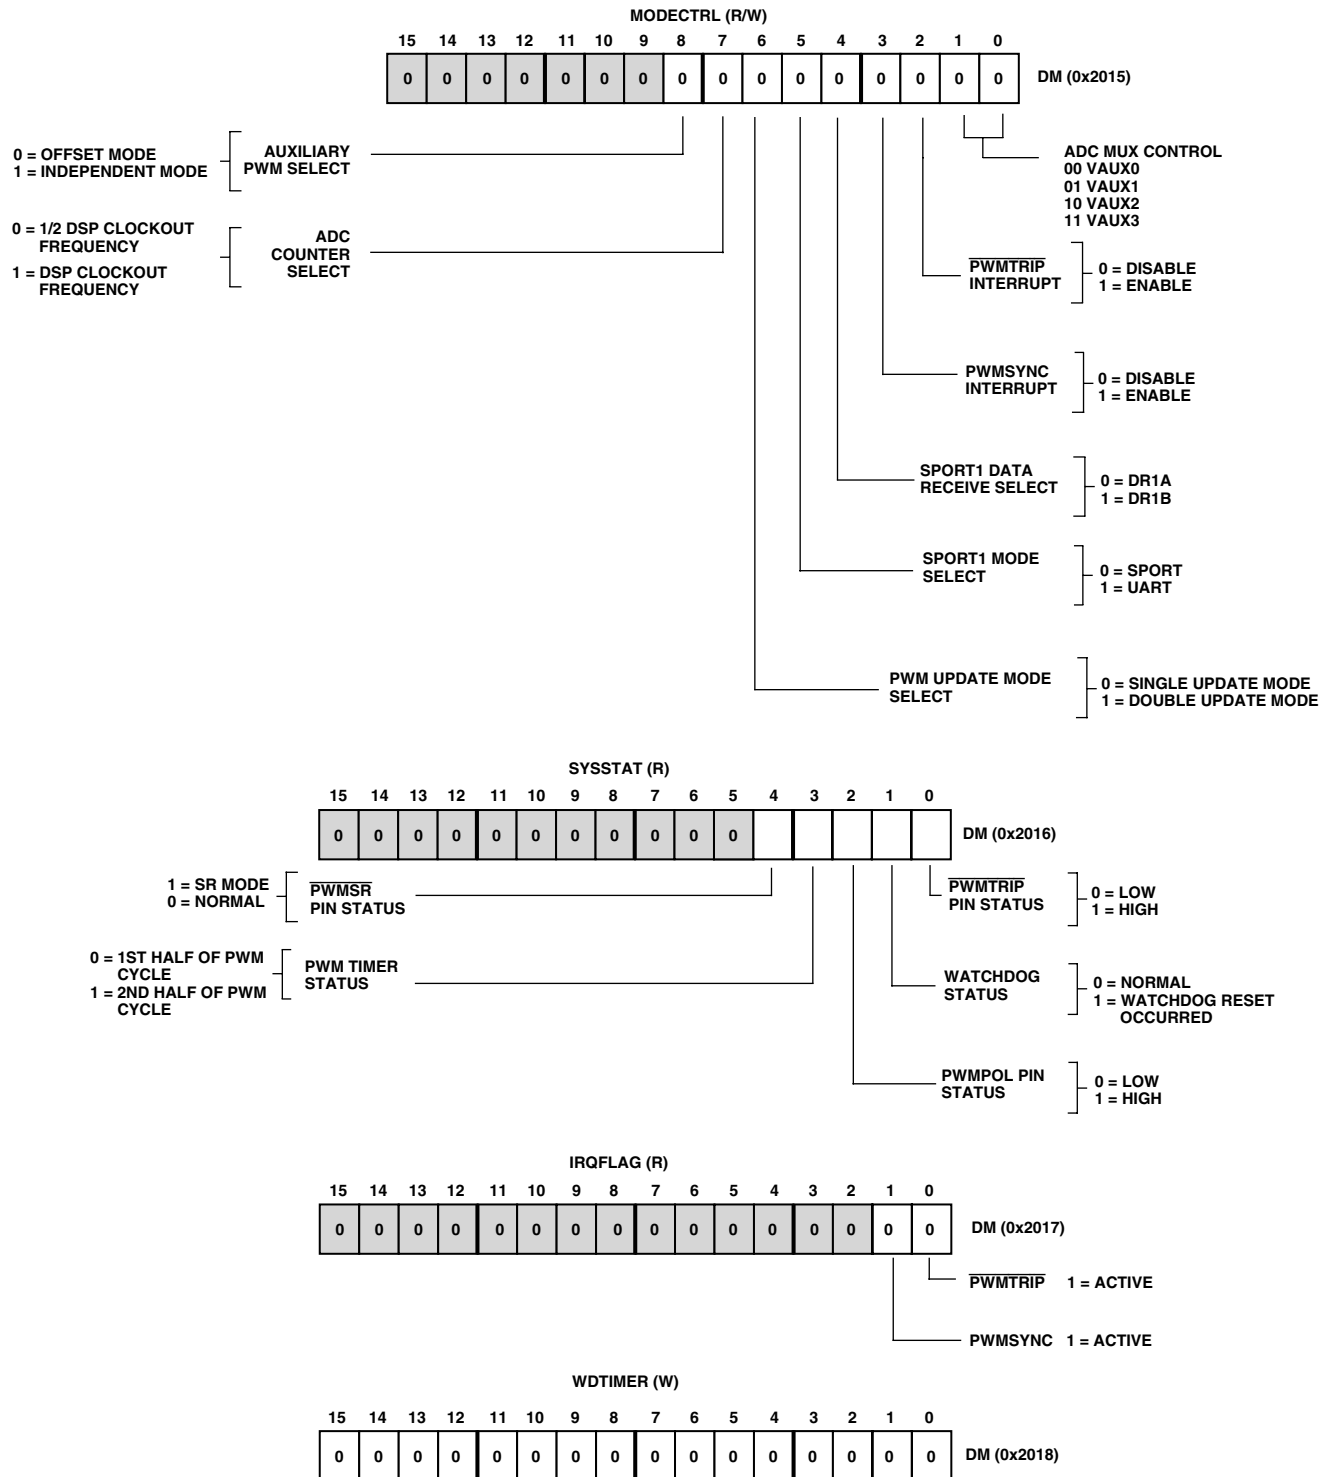 MODECTRL (R/W)
15 14 13 12 11 10 9 8 7 6 5 4 3 2 1 0
0 0 0 0 0 0 0 0 0 0 0 0 0 0 0 0 DM (0x2015)
0 = OFFSET MODE
1 = INDEPENDENT MODE
AUXILIARY
PWM SELECT
ADC MUX CONTROL
00 VAUX0
01 VAUX1
10 VAUX2
11 VAUX3
0 = 1/2 DSP CLOCKOUT
FREQUENCY
1 = DSP CLOCKOUT
FREQUENCY
ADC
COUNTER
SELECT
PWMTRIP
INTERRUPT
0 = DISABLE
1 = ENABLE
PWMSYNC
INTERRUPT
0 = DISABLE
1 = ENABLE
SPORT1 DATA
RECEIVE SELECT
0 = DR1A
1 = DR1B
SPORT1 MODE
SELECT
0 = SPORT
1 = UART
PWM UPDATE MODE
SELECT
0 = SINGLE UPDATE MODE
1 = DOUBLE UPDATE MODE
SYSSTAT (R)
15 14 13 12 11 10 9 8 7 6 5 4 3 2 1 0
0 0 0 0 0 0 0 0 0 0 0 DM (0x2016)
1 = SR MODE
0 = NORMAL
PWMSR
PIN STATUS
PWMTRIP
PIN STATUS
0 = LOW
1 = HIGH
0 = 1ST HALF OF PWM
CYCLE
1 = 2ND HALF OF PWM
CYCLE
PWM TIMER
STATUS
WATCHDOG
STATUS
0 = NORMAL
1 = WATCHDOG RESET
OCCURRED
PWMPOL PIN
STATUS
0 = LOW
1 = HIGH
IRQFLAG (R)
15 14 13 12 11 10 9 8 7 6 5 4 3 2 1 0
0 0 0 0 0 0 0 0 0 0 0 0 0 0 0 0 DM (0x2017)
PWMTRIP 1 = ACTIVE
PWMSYNC 1 = ACTIVE
WDTIMER (W)
15 14 13 12 11 10 9 8 7 6 5 4 3 2 1 0
0 0 0 0 0 0 0 0 0 0 0 0 0 0 0 0 DM (0x2018)